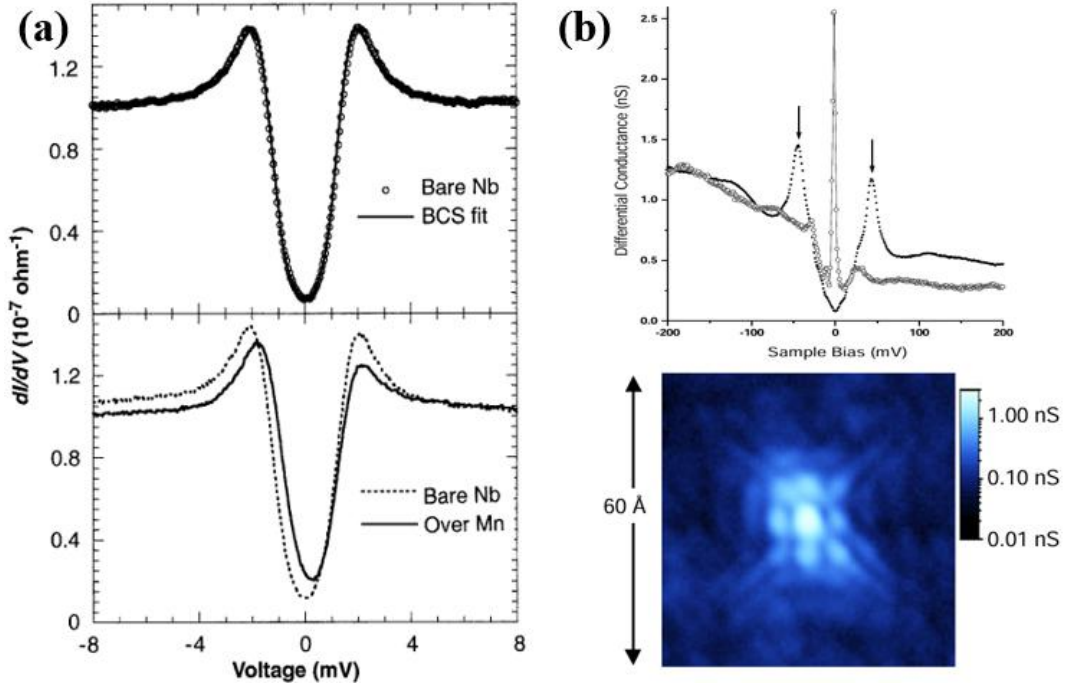 (a)
1.2
0.8
0.4
0
Bare Nb
BCS fit
dI/dV (10⁻⁷ ohm⁻¹)
1.2
0.8
0.4
0
Bare Nb
Over Mn
-8
-4
0
4
8
Voltage (mV)
(b)
Differential Conductance (nS)
2.5
2.0
1.5
1.0
0.5
0.0
-200
-100
0
100
200
Sample Bias (mV)
60 Å
1.00 nS
0.10 nS
0.01 nS